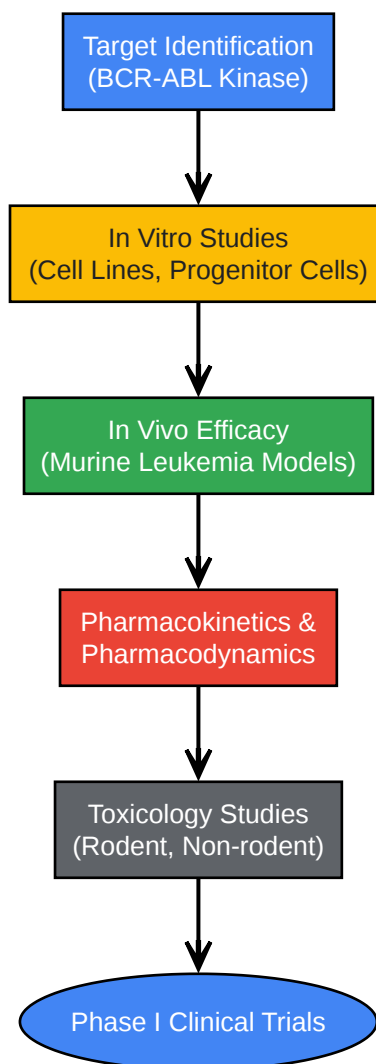 Target Identification
(BCR-ABL Kinase)
In Vitro Studies
(Cell Lines, Progenitor Cells)
In Vivo Efficacy
(Murine Leukemia Models)
Pharmacokinetics &
Pharmacodynamics
Toxicology Studies
(Rodent, Non-rodent)
Phase I Clinical Trials